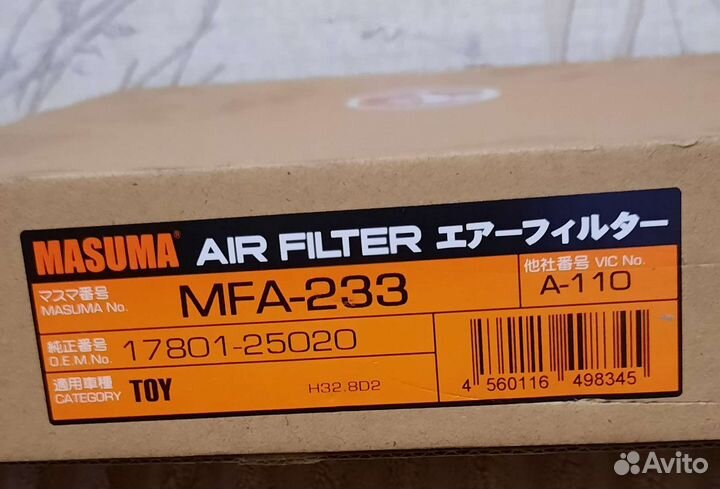 MASUMA® AIR FILTER エアーフィルター
マスマ番号
MASUMA No. MFA-233
他社番号 VIC No.
A-110
純正番号
O.E.M.No. 17801-25020
適用車種
CATEGORY TOY H32.8D2
4 560116 498345
Avito